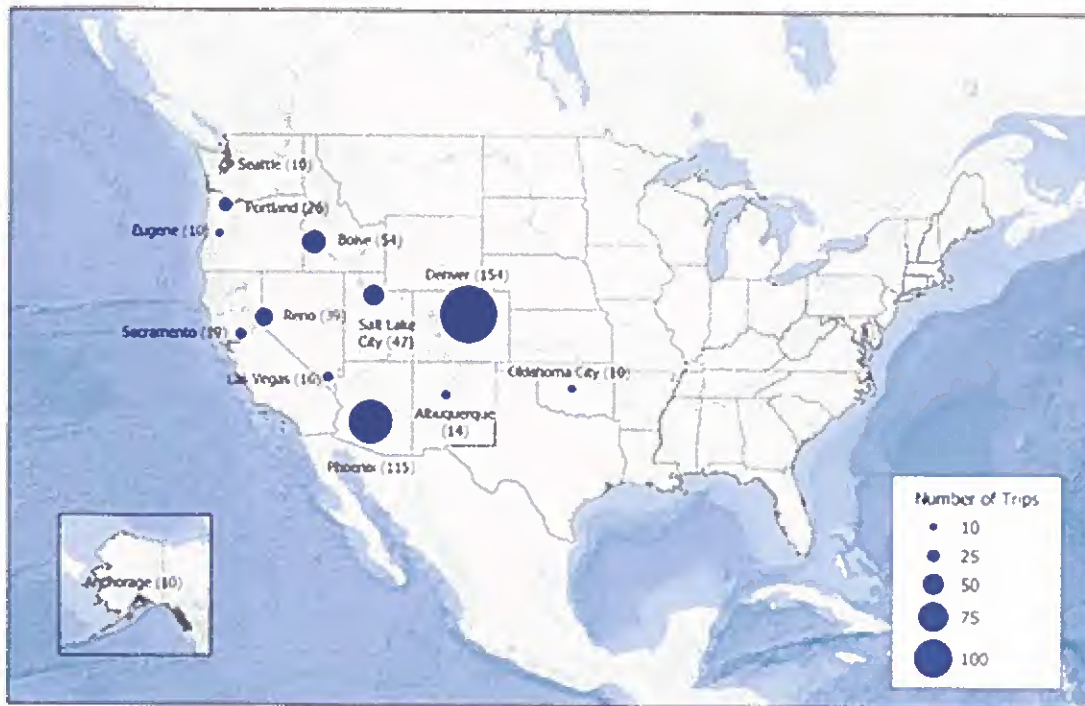 Seattle (10)
Portland (26)
Eugene (10)
Boise (54)
Denver (154)
Reno (39)
Salt Lake
City (47)
Sacramento (19)
Las Vegas (16)
Oklahoma City (10)
Albuquerque
(14)
Phoenix (115)
Anchorage (10)
Number of Trips
10
25
50
75
100